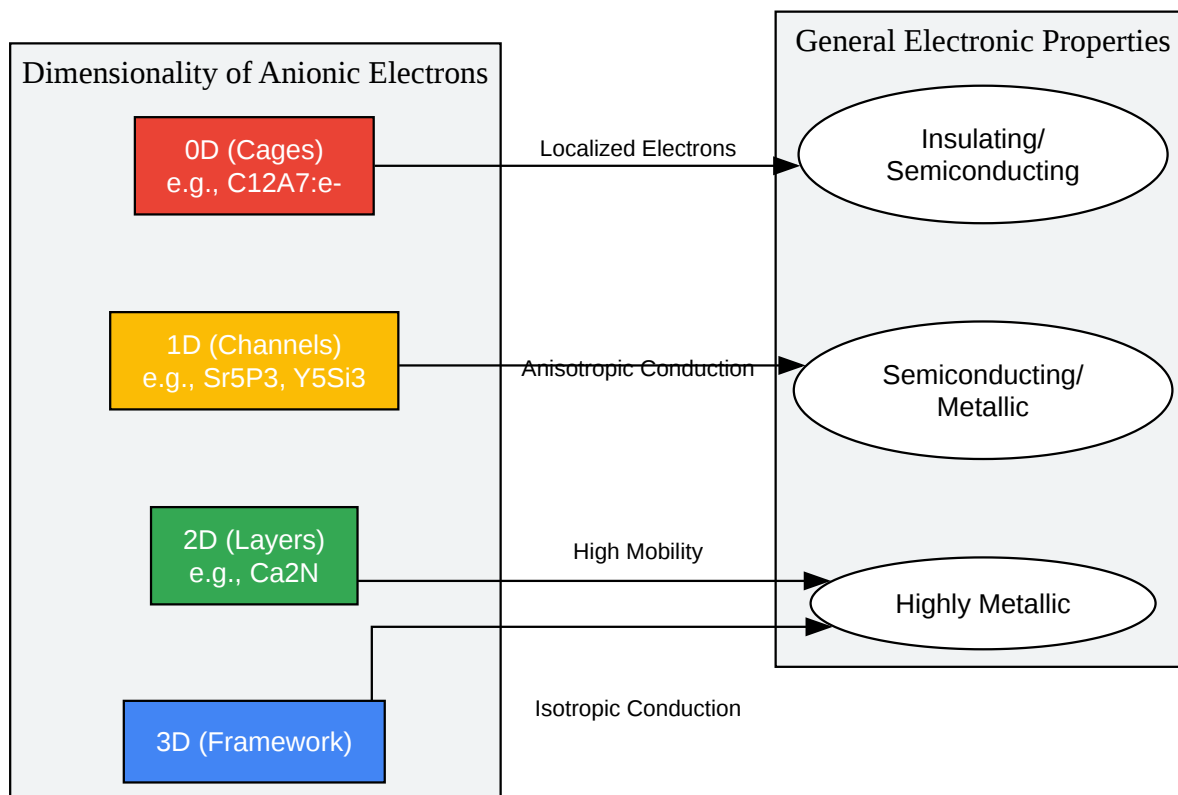 Dimensionality of Anionic Electrons
General Electronic Properties
0D (Cages)
e.g., C12A7:e-
Localized Electrons
Insulating/
Semiconducting
1D (Channels)
e.g., Sr5P3, Y5Si3
Anisotropic Conduction
Semiconducting/
Metallic
2D (Layers)
e.g., Ca2N
High Mobility
Highly Metallic
3D (Framework)
Isotropic Conduction